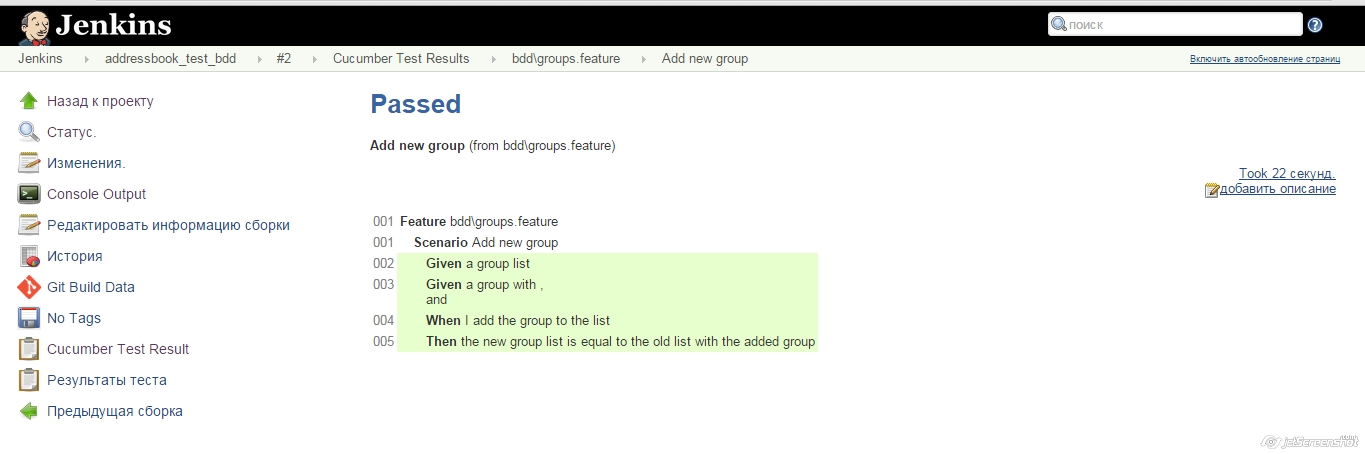 Jenkins
поиск
Jenkins addressbook_test_bdd #2 Cucumber Test Results bdd\groups.feature Add new group
Включить автообновление страниц
Назад к проекту
Статус.
Изменения.
Console Output
Редактировать информацию сборки
История
Git Build Data
No Tags
Cucumber Test Result
Результаты теста
Предыдущая сборка
Passed
Add new group (from bdd\groups.feature)
Took 22 секунд.
добавить описание
001 Feature bdd\groups.feature
001 Scenario Add new group
002 Given a group list
003 Given a group with ,
and
004 When I add the group to the list
005 Then the new group list is equal to the old list with the added group
jetScreenshot